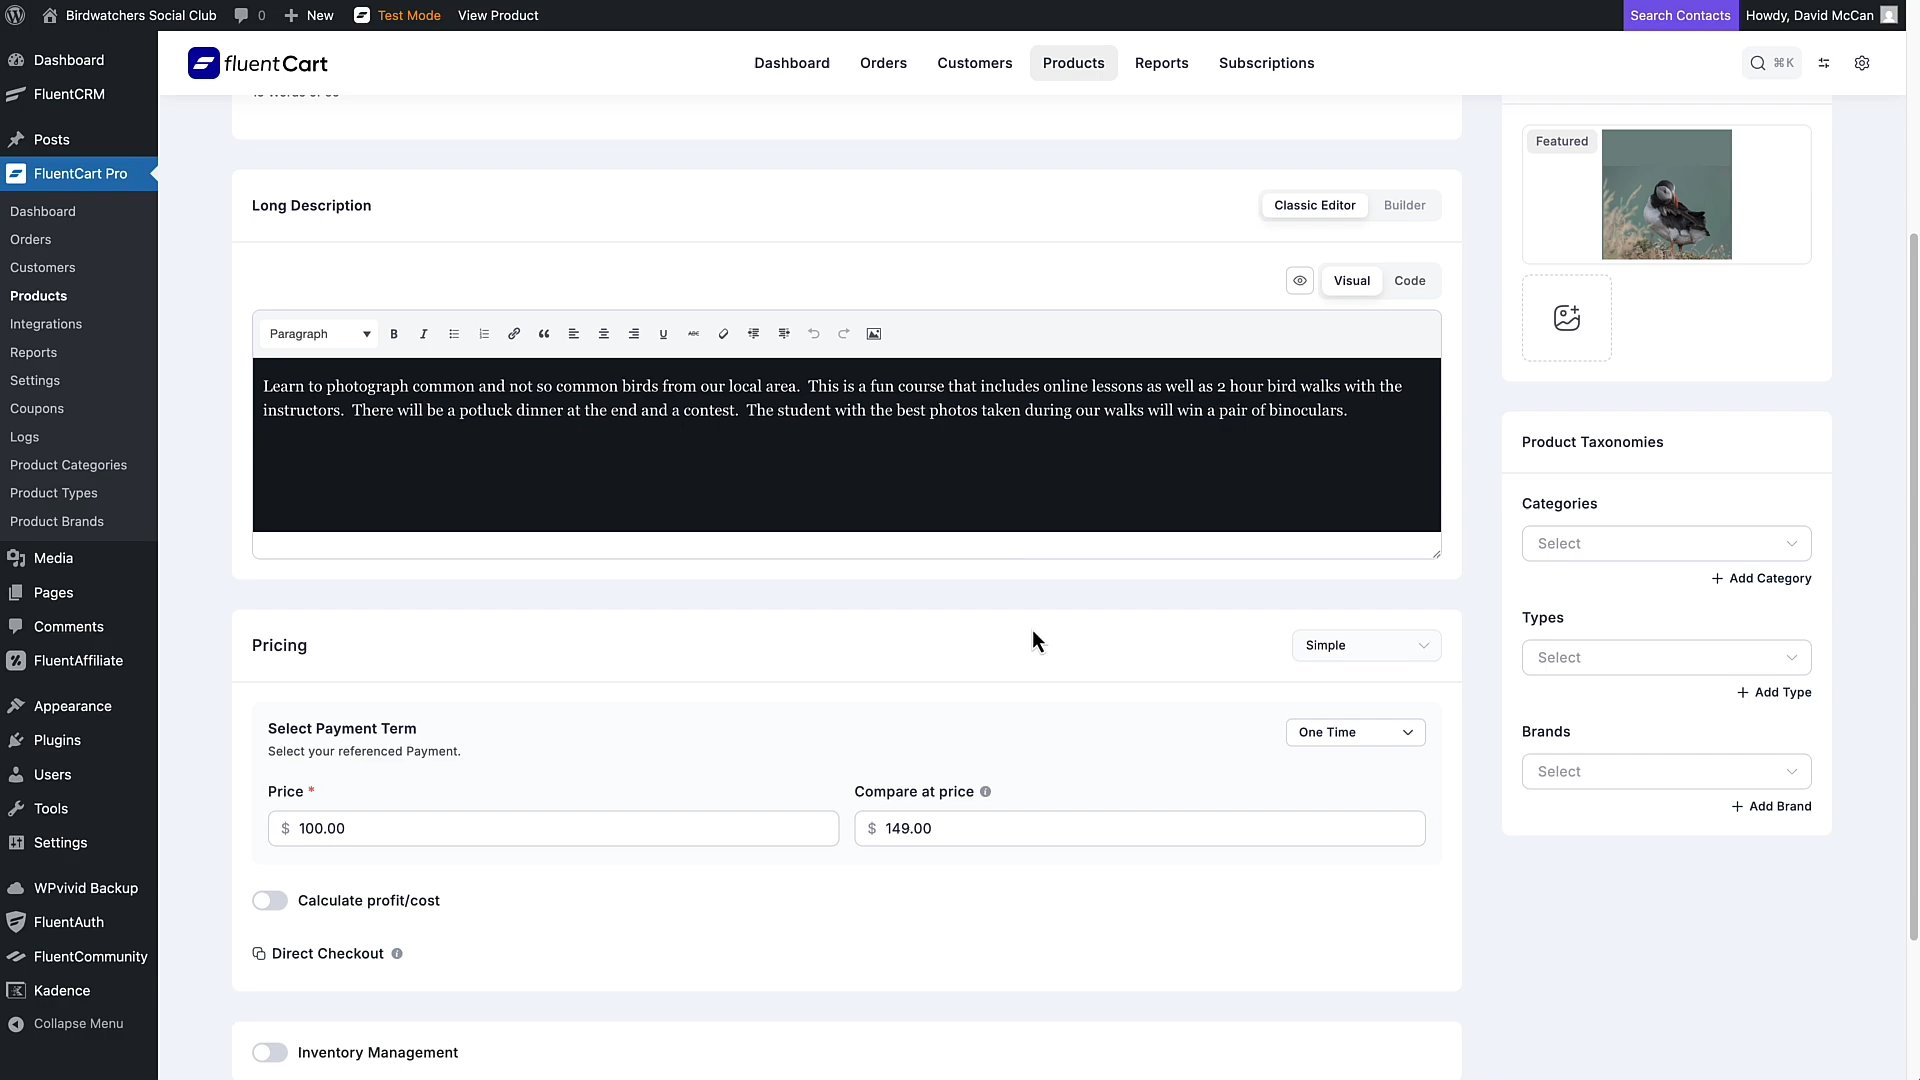 Birdwatchers Social Club
0
New
Test Mode
View Product
Search Contacts
Howdy, David McCan
Dashboard
FluentCRM
Posts
FluentCart Pro
Dashboard
Orders
Customers
Products
Integrations
Reports
Settings
Coupons
Logs
Product Categories
Product Types
Product Brands
Media
Pages
Comments
FluentAffiliate
Appearance
Plugins
Users
Tools
Settings
WPvivid Backup
FluentAuth
FluentCommunity
Kadence
Collapse Menu
fluentCart
Dashboard
Orders
Customers
Products
Reports
Subscriptions
⌘K
Long Description
Classic Editor
Builder
Visual
Code
Paragraph
B
I
U
ABC
Learn to photograph common and not so common birds from our local area.  This is a fun course that includes online lessons as well as 2 hour bird walks with the
instructors.  There will be a potluck dinner at the end and a contest.  The student with the best photos taken during our walks will win a pair of binoculars.
Pricing
Simple
Select Payment Term
Select your referenced Payment.
One Time
Price *
Compare at price
$ 100.00
$ 149.00
Calculate profit/cost
Direct Checkout
Inventory Management
Featured
Product Taxonomies
Categories
Select
+ Add Category
Types
Select
+ Add Type
Brands
Select
+ Add Brand